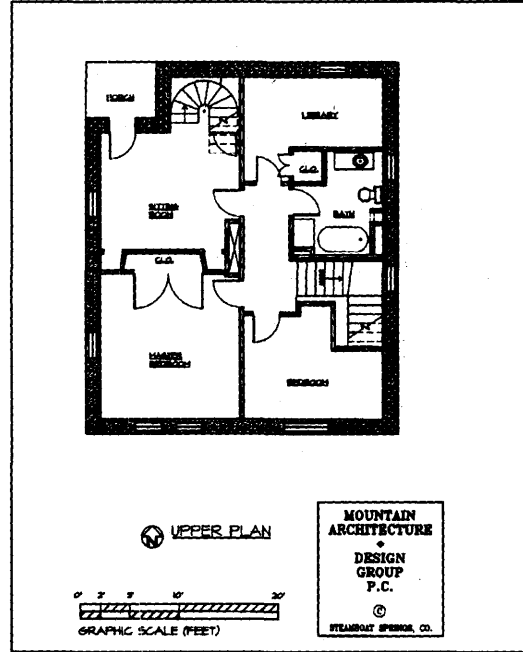 PORCH
UP
LIBRARY
CLO.
SITTING
ROOM
BATH
CLO.
MASTER
BEDROOM
BEDROOM
N
UPPER PLAN
MOUNTAIN
ARCHITECTURE
DESIGN
GROUP
P.C.
©
STEAMBOAT SPRINGS, CO.
0' 2' 5' 10' 20'
GRAPHIC SCALE (FEET)